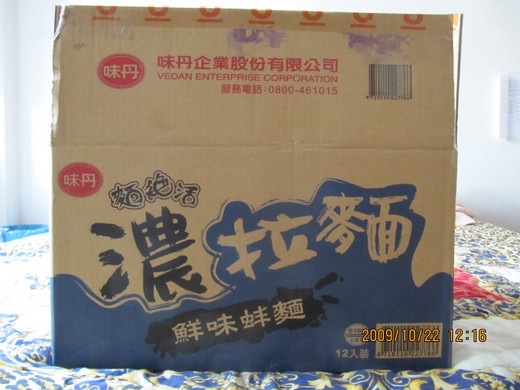 味丹
味丹企業股份有限公司
VEDAN ENTERPRISE CORPORATION
服務電話:0800-461015
味丹
麵絶活
濃拉麵
鮮味蚌麵
12入裝
2009/10/22 12:16